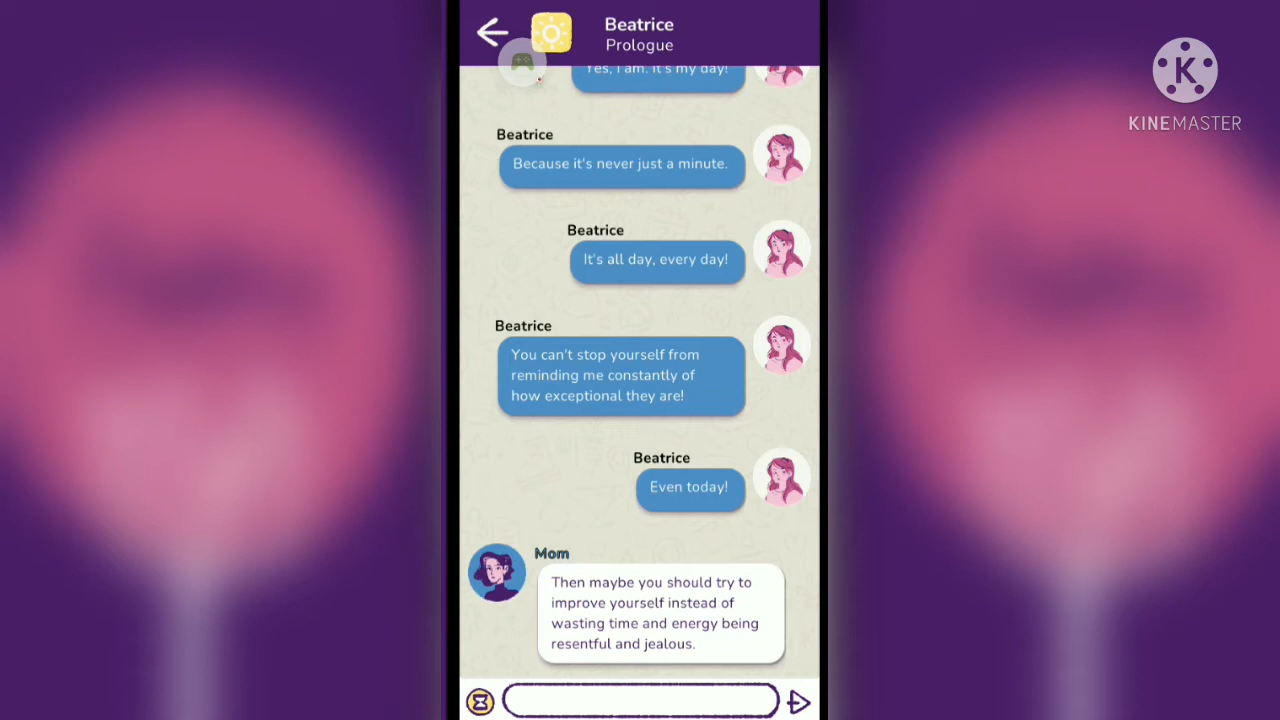 Beatrice
Prologue
Yes, I am. It's my day!
Beatrice
Because it's never just a minute.
Beatrice
It's all day, every day!
Beatrice
You can't stop yourself from
reminding me constantly of
how exceptional they are!
Beatrice
Even today!
Mom
Then maybe you should try to
improve yourself instead of
wasting time and energy being
resentful and jealous.
K
KINEMASTER